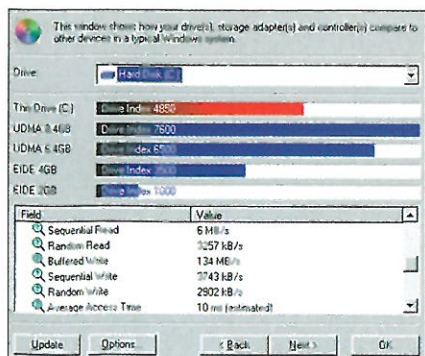 This window shows how your drive(s), storage adapter(s) and controller(s) compare to
other devices in a typical Windows system.
Drive:
Hard Disk (C:)
This Drive (C:)
Drive Index 4850
UDMA 8.4GB
Drive Index 7600
UDMA 6.4GB
Drive Index 6500
EIDE 4GB
Drive Index 3500
EIDE 2GB
Drive Index 1000
Field Value
Sequential Read 6 MB/s
Random Read 3257 kB/s
Buffered Write 134 MB/s
Sequential Write 3743 kB/s
Random Write 2902 kB/s
Average Access Time 10 ms (estimated)
Update Options... < Back Next > OK